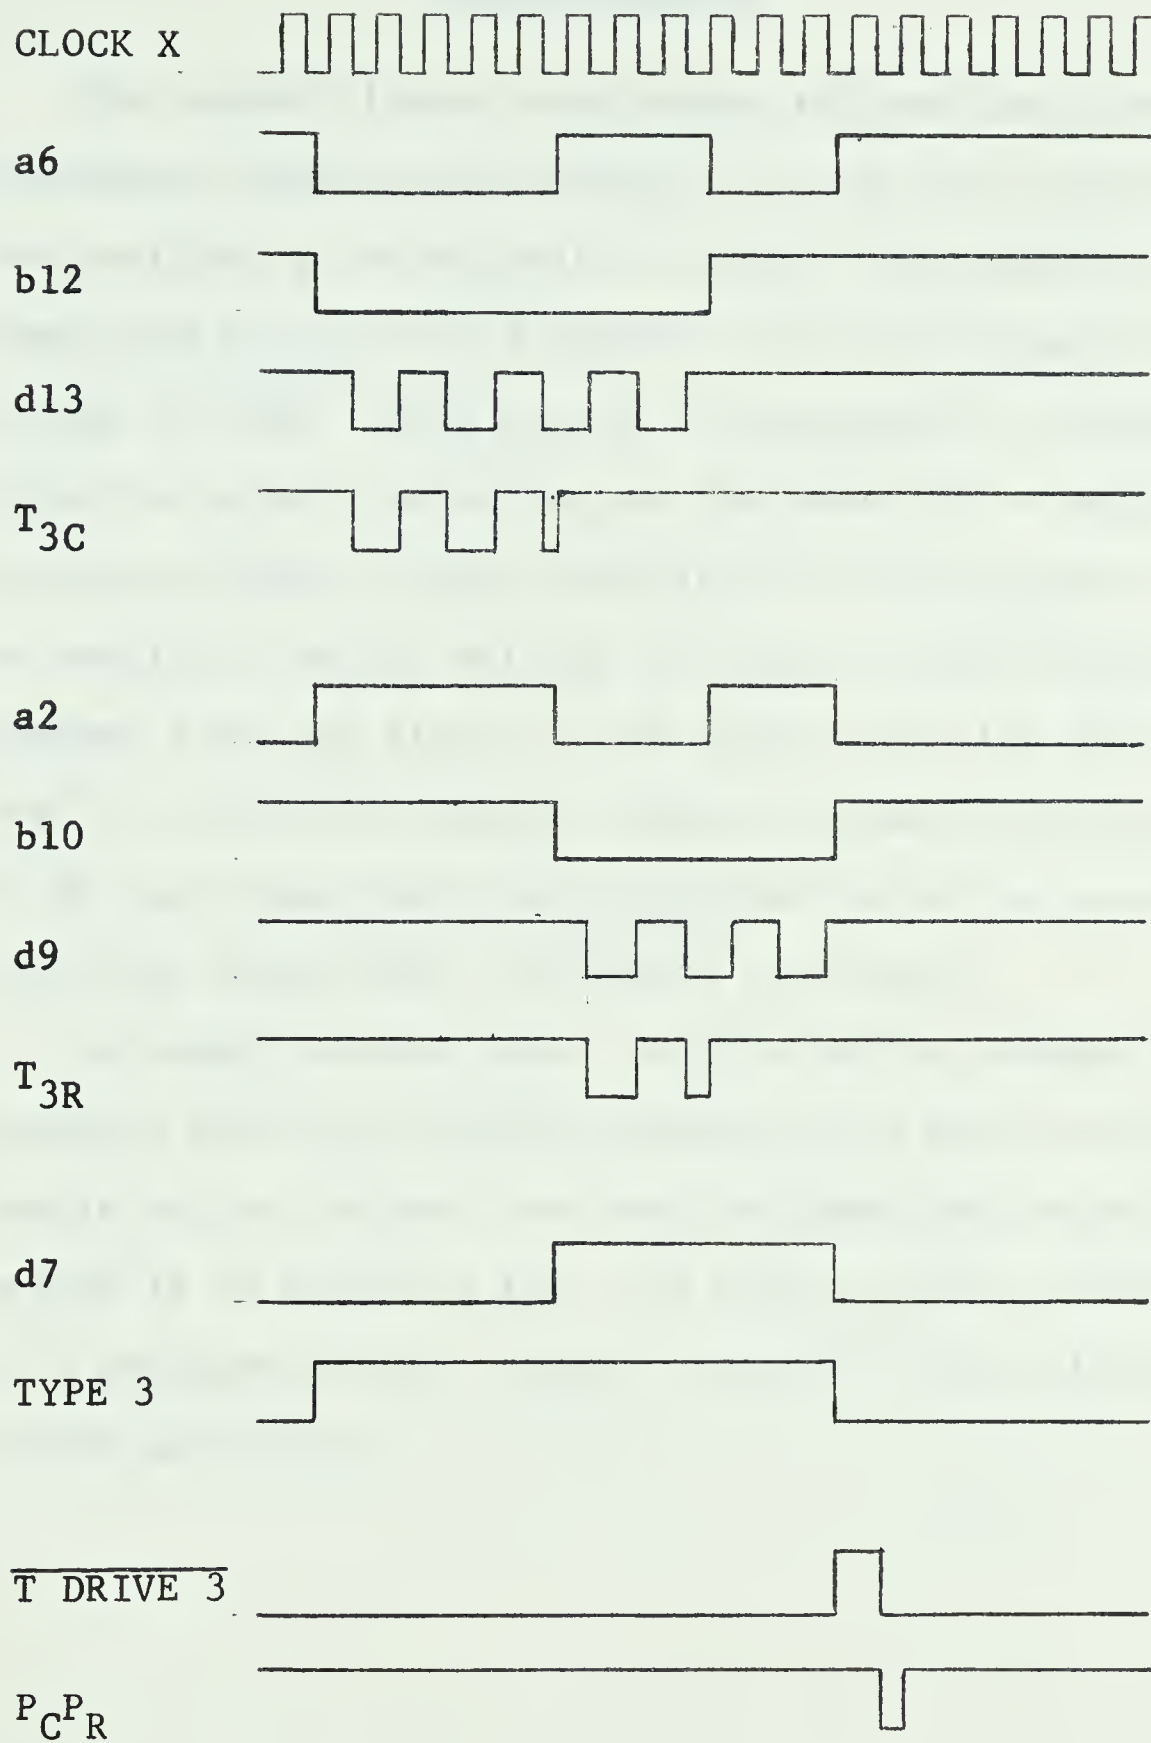 CLOCK X
a6
b12
d13
T3C
a2
b10
d9
T3R
d7
TYPE 3
T DRIVE 3
PCPR